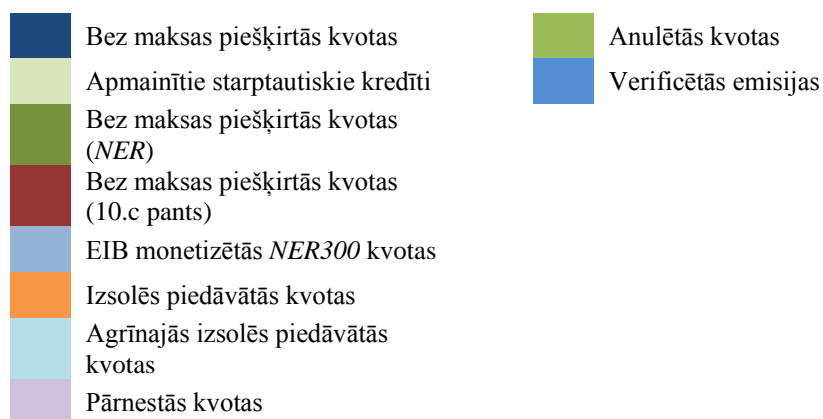 Bez maksas piešķirtās kvotas
Apmainītie starptautiskie kredīti
Bez maksas piešķirtās kvotas
(NER)
Bez maksas piešķirtās kvotas
(10.c pants)
EIB monetizētās NER300 kvotas
Izsolēs piedāvātās kvotas
Agrīnajās izsolēs piedāvātās
kvotas
Pārnestās kvotas
Anulētās kvotas
Verificētās emisijas